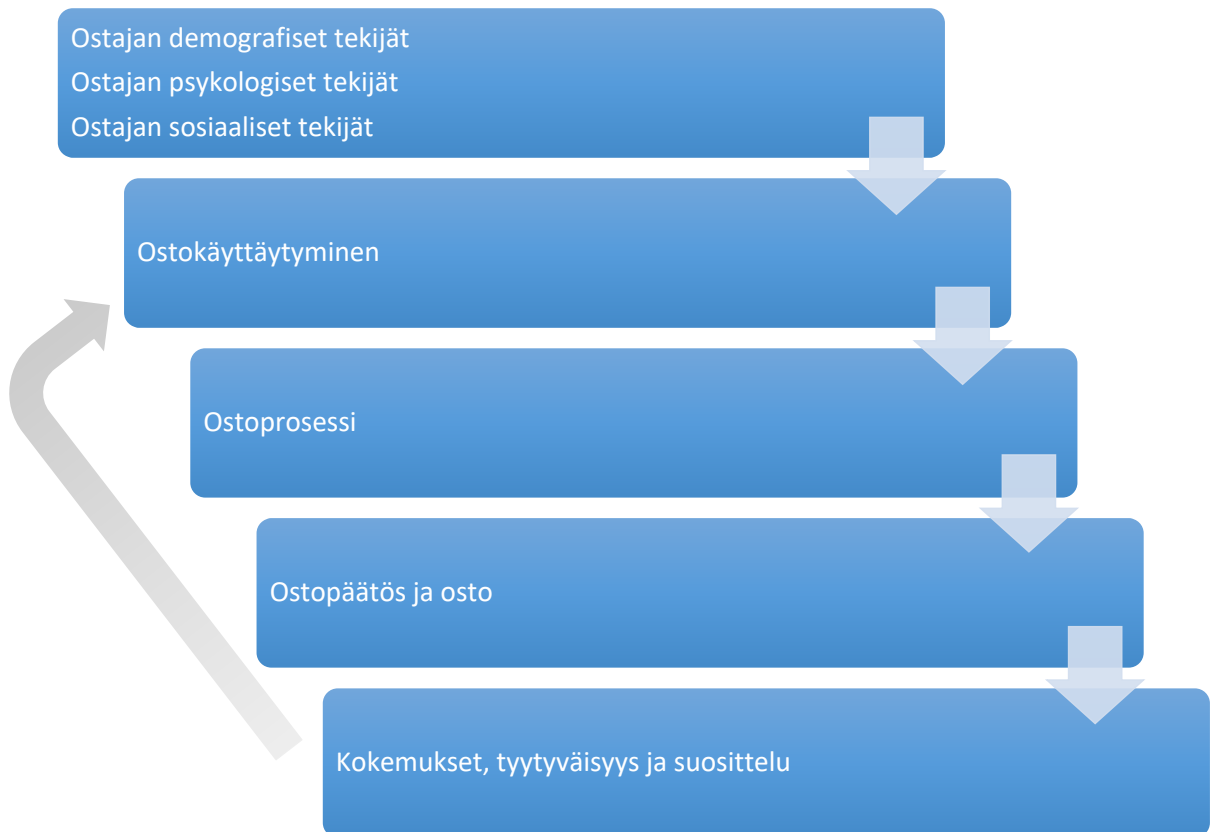 Ostajan demografiset tekijät
Ostajan psykologiset tekijät
Ostajan sosiaaliset tekijät
Ostokäyttäytyminen
Ostoprosessi
Ostopäätös ja osto
Kokemukset, tyytyväisyys ja suosittelu